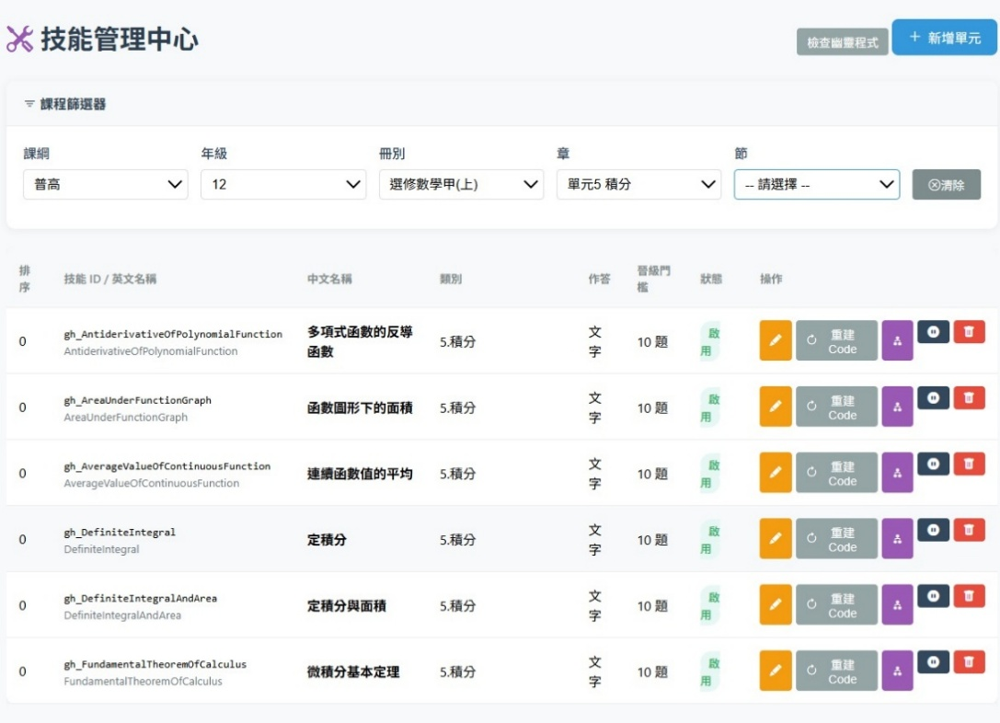 技能管理中心
檢查幽靈程式
+ 新增單元
課程篩選器
課綱 年級 冊別 章 節
普高 12 選修數學甲(上) 單元5 積分 -- 請選擇 -- 清除
排序 技能 ID / 英文名稱 中文名稱 類別 作答 晉級門檻 狀態 操作
0 gh_AntiderivativeOfPolynomialFunction 多項式函數的反導函數 5.積分 文字 10 題 啟用 重建 Code
AntiderivativeOfPolynomialFunction
0 gh_AreaUnderFunctionGraph 函數圖形下的面積 5.積分 文字 10 題 啟用 重建 Code
AreaUnderFunctionGraph
0 gh_AverageValueOfContinuousFunction 連續函數值的平均 5.積分 文字 10 題 啟用 重建 Code
AverageValueOfContinuousFunction
0 gh_DefiniteIntegral 定積分 5.積分 文字 10 題 啟用 重建 Code
DefiniteIntegral
0 gh_DefiniteIntegralAndArea 定積分與面積 5.積分 文字 10 題 啟用 重建 Code
DefiniteIntegralAndArea
0 gh_FundamentalTheoremOfCalculus 微積分基本定理 5.積分 文字 10 題 啟用 重建 Code
FundamentalTheoremOfCalculus